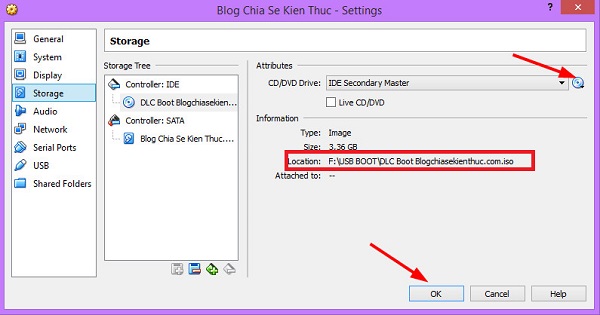 Blog Chia Se Kien Thuc - Settings
General
System
Display
Storage
Audio
Network
Serial Ports
USB
Shared Folders
Storage
Storage Tree
Controller: IDE
DLC Boot Blogchiasekien...
Controller: SATA
Blog Chia Se Kien Thuc....
Attributes
CD/DVD Drive: IDE Secondary Master
Live CD/DVD
Information
Type: Image
Size: 3,36 GB
Location: F:\USB BOOT\DLC Boot Blogchiasekienthuc.com.iso
Attached to: --
OK Cancel Help